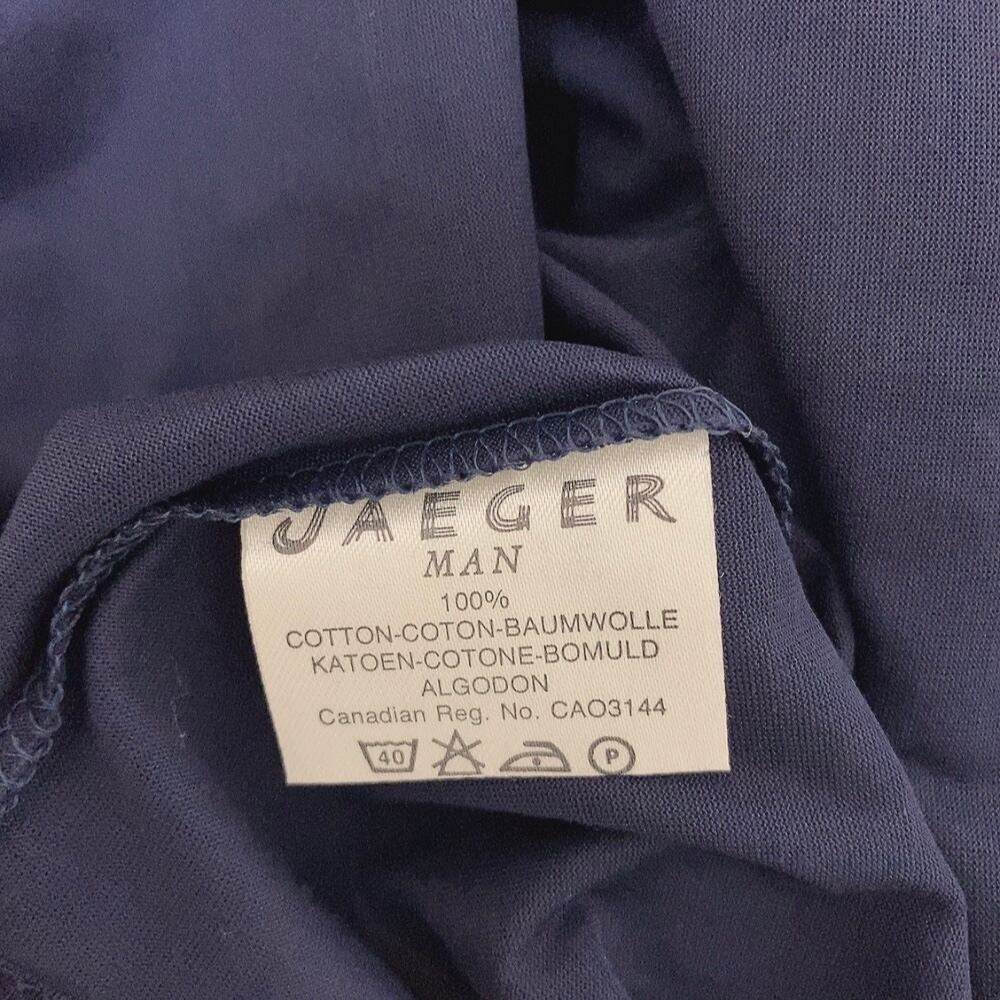 JAEGER
MAN
100%
COTTON-COTON-BAUMWOLLE
KATOEN-COTONE-BOMULD
ALGODON
Canadian Reg. No. CAO3144
40 P